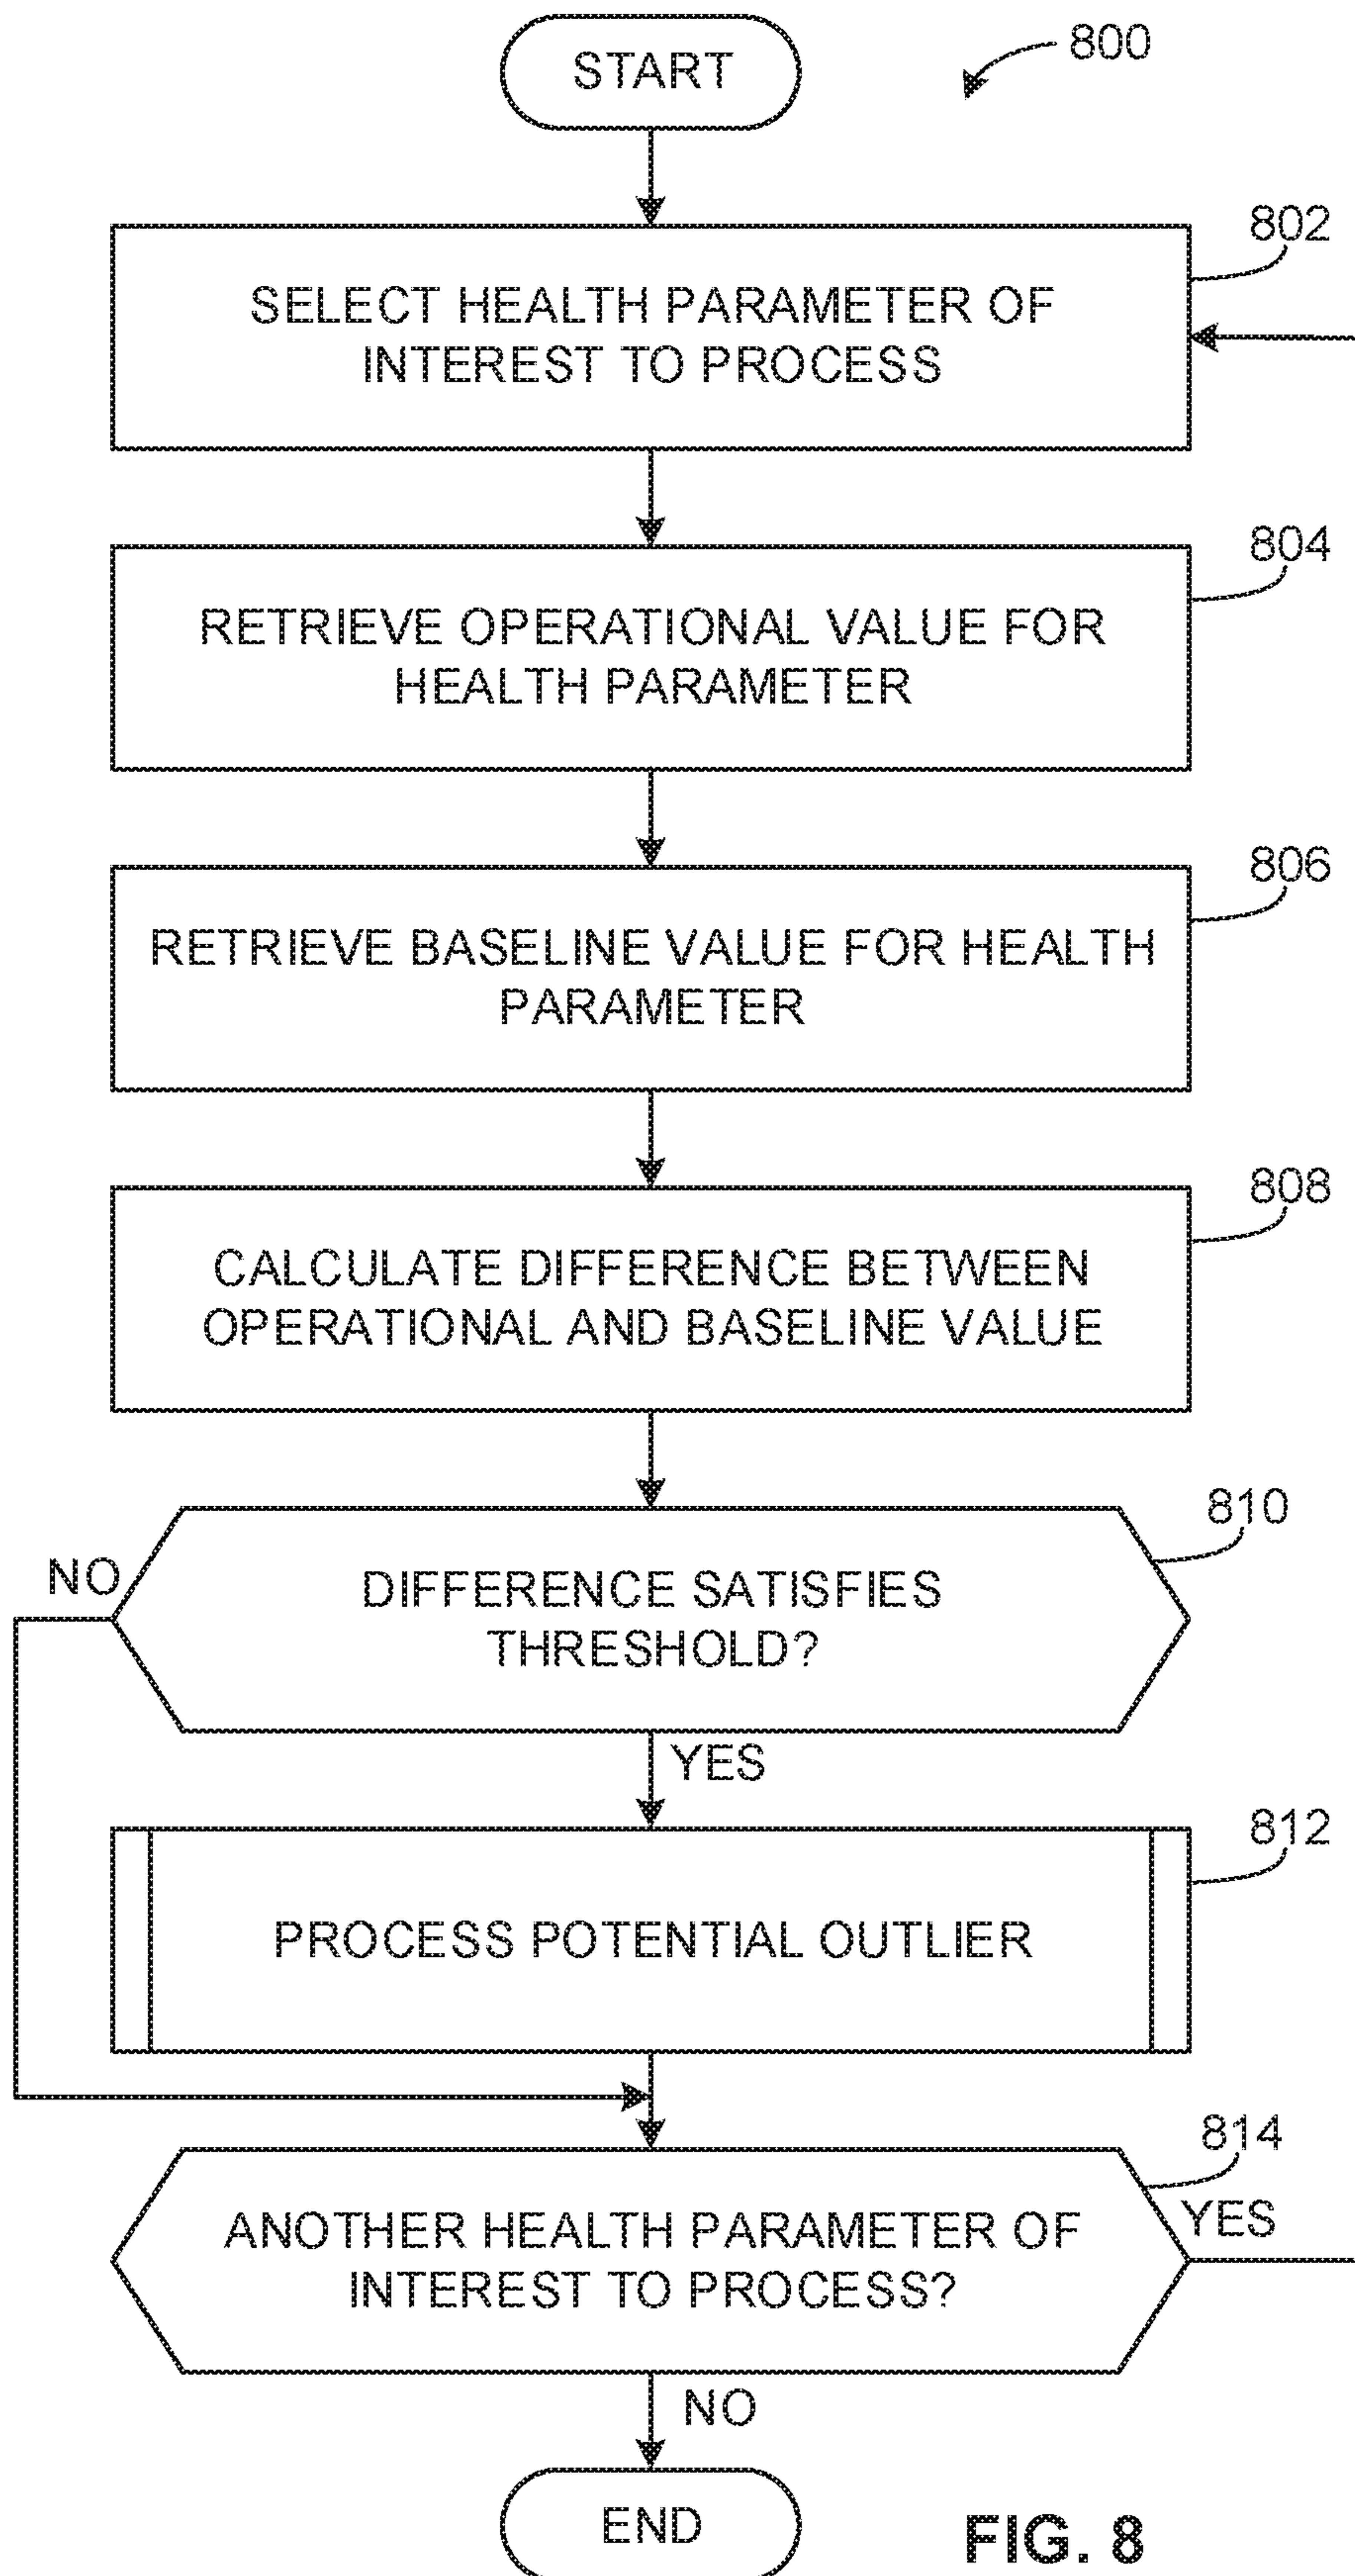 START
800
802
SELECT HEALTH PARAMETER OF
INTEREST TO PROCESS
804
RETRIEVE OPERATIONAL VALUE FOR
HEALTH PARAMETER
806
RETRIEVE BASELINE VALUE FOR HEALTH
PARAMETER
808
CALCULATE DIFFERENCE BETWEEN
OPERATIONAL AND BASELINE VALUE
810
NO
DIFFERENCE SATISFIES
THRESHOLD?
YES
812
PROCESS POTENTIAL OUTLIER
814
YES
ANOTHER HEALTH PARAMETER OF
INTEREST TO PROCESS?
NO
END
FIG. 8